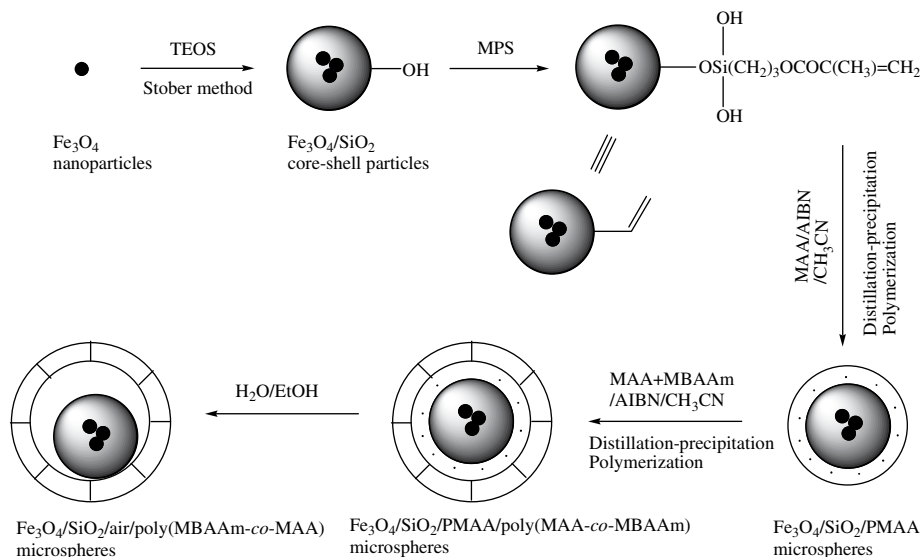 TEOS
Stober method
OH
MPS
OH
OSi(CH₂)₃OCOC(CH₃)=CH₂
OH
Fe₃O₄
nanoparticles
Fe₃O₄/SiO₂
core-shell particles
MAA/AIBN
/CH₃CN
Distillation-precipitation
Polymerization
H₂O/EtOH
MAA+MBAAm
/AIBN/CH₃CN
Distillation-precipitation
Polymerization
Fe₃O₄/SiO₂/air/poly(MBAAm-co-MAA)
microspheres
Fe₃O₄/SiO₂/PMAA/poly(MAA-co-MBAAm)
microspheres
Fe₃O₄/SiO₂/PMAA
microspheres